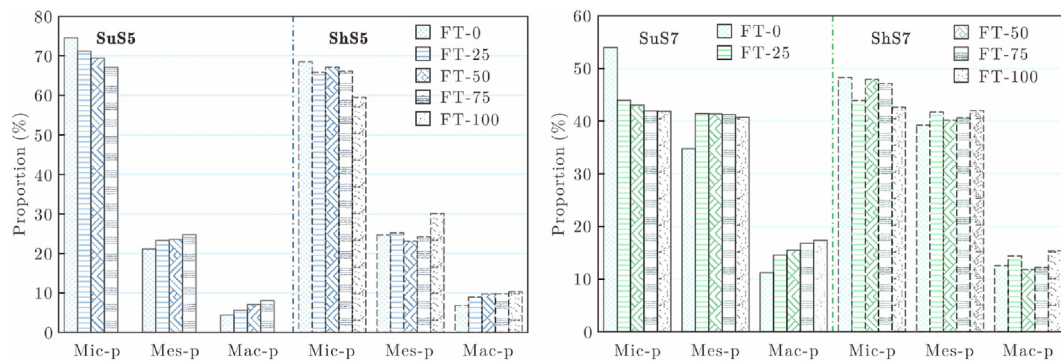 80
70
60
50
40
30
20
10
0
Proportion (%)
SuS5
ShS5
FT-0
FT-25
FT-50
FT-75
FT-100
Mic-p Mes-p Mac-p Mic-p Mes-p Mac-p
60
50
40
30
20
10
0
Proportion (%)
SuS7
ShS7
FT-0
FT-25
FT-50
FT-75
FT-100
Mic-p Mes-p Mac-p Mic-p Mes-p Mac-p